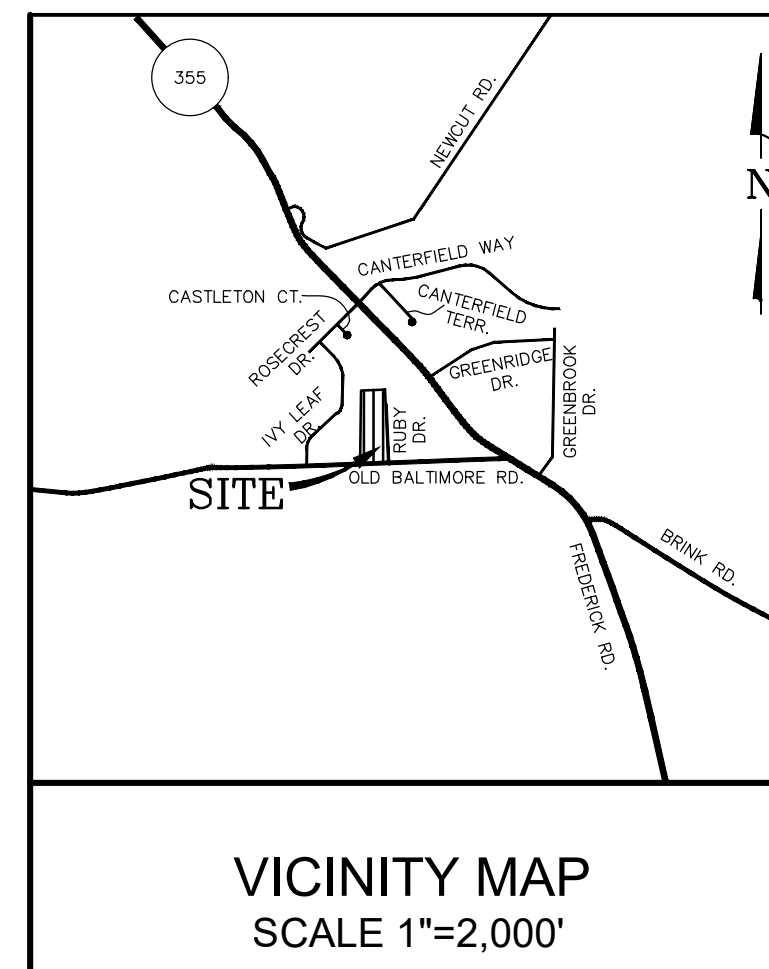 355
NEWCUT RD.
N
CANTERFIELD WAY
CASTLETON CT.
CANTERFIELD
TERR.
ROSECREST
DR.
GREENRIDGE
DR.
GREENBROOK
DR.
IVY LEAF
DR.
RUBY
DR.
OLD BALTIMORE RD.
SITE
BRINK RD.
FREDERICK RD.
VICINITY MAP
SCALE 1"=2,000'